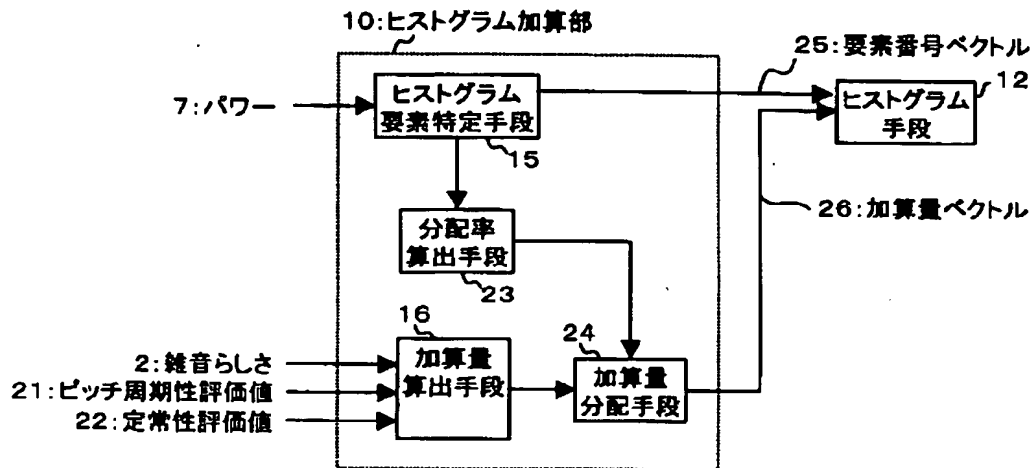 10:ヒストグラム加算部
25:要素番号ベクトル
12
7:パワー
ヒストグラム
要素特定手段
15
ヒストグラム
手段
26:加算量ベクトル
分配率
算出手段
23
16
24
2:雑音らしさ
21:ピッチ周期性評価値
22:定常性評価値
加算量
算出手段
加算量
分配手段